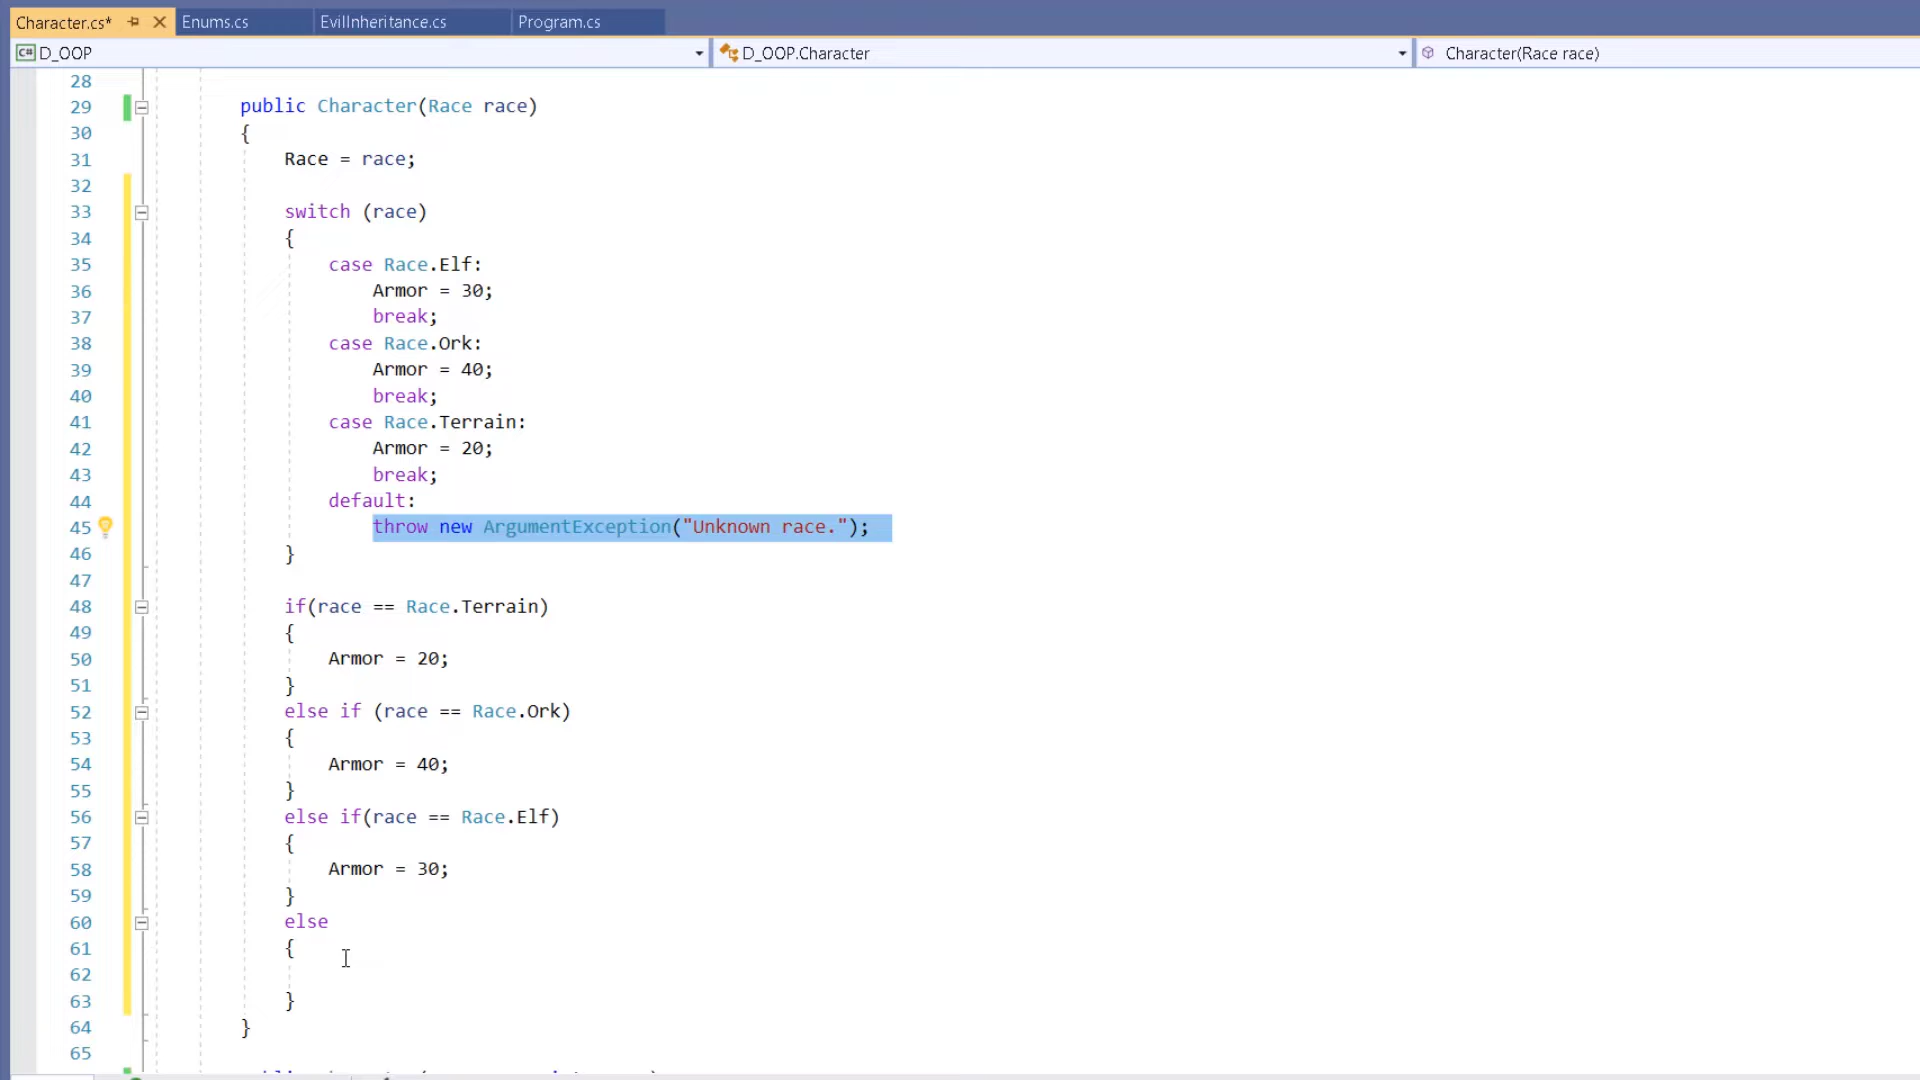 Character.cs* Enums.cs EvilInheritance.cs Program.cs
C# D_OOP D_OOP.Character Character(Race race)
28
29 public Character(Race race)
30 {
31 Race = race;
32
33 switch (race)
34 {
35 case Race.Elf:
36 Armor = 30;
37 break;
38 case Race.Ork:
39 Armor = 40;
40 break;
41 case Race.Terrain:
42 Armor = 20;
43 break;
44 default:
45 throw new ArgumentException("Unknown race.");
46 }
47
48 if(race == Race.Terrain)
49 {
50 Armor = 20;
51 }
52 else if (race == Race.Ork)
53 {
54 Armor = 40;
55 }
56 else if(race == Race.Elf)
57 {
58 Armor = 30;
59 }
60 else
61 {
62
63 }
64 }
65